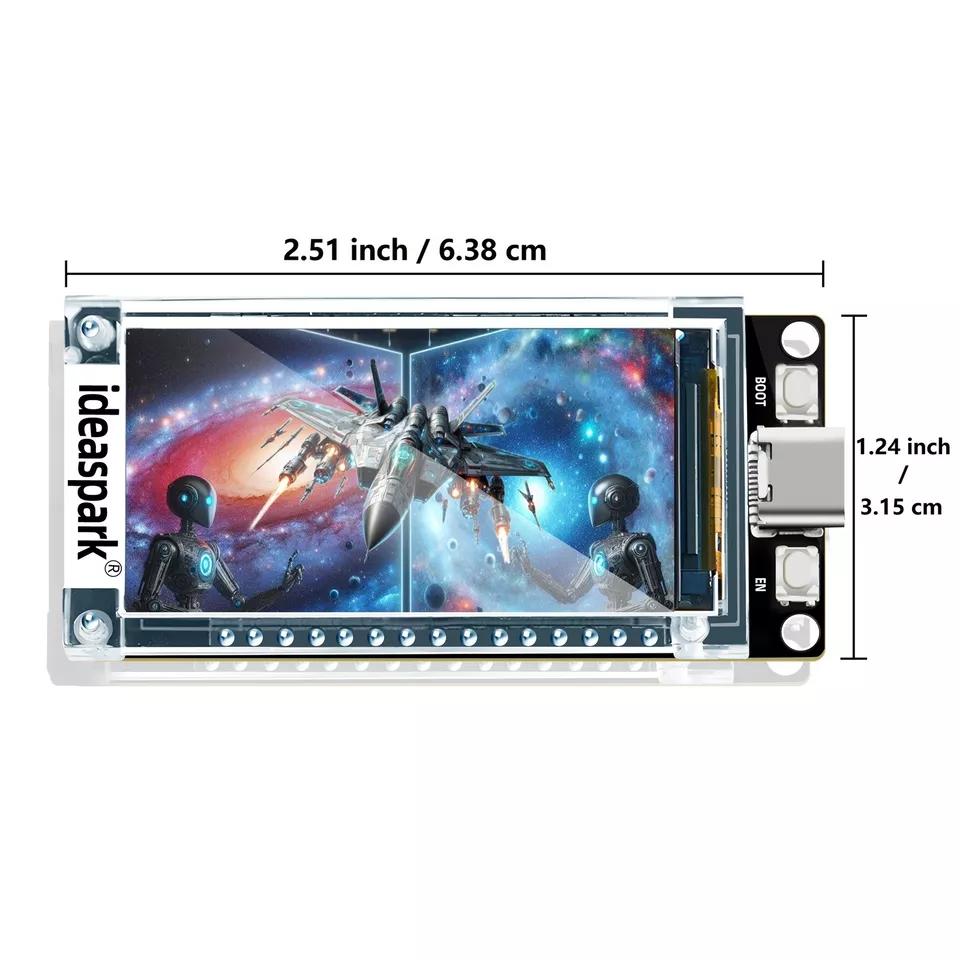 2.51 inch / 6.38 cm
ideaspark®
BOOT
1.24 inch
/
3.15 cm
EN